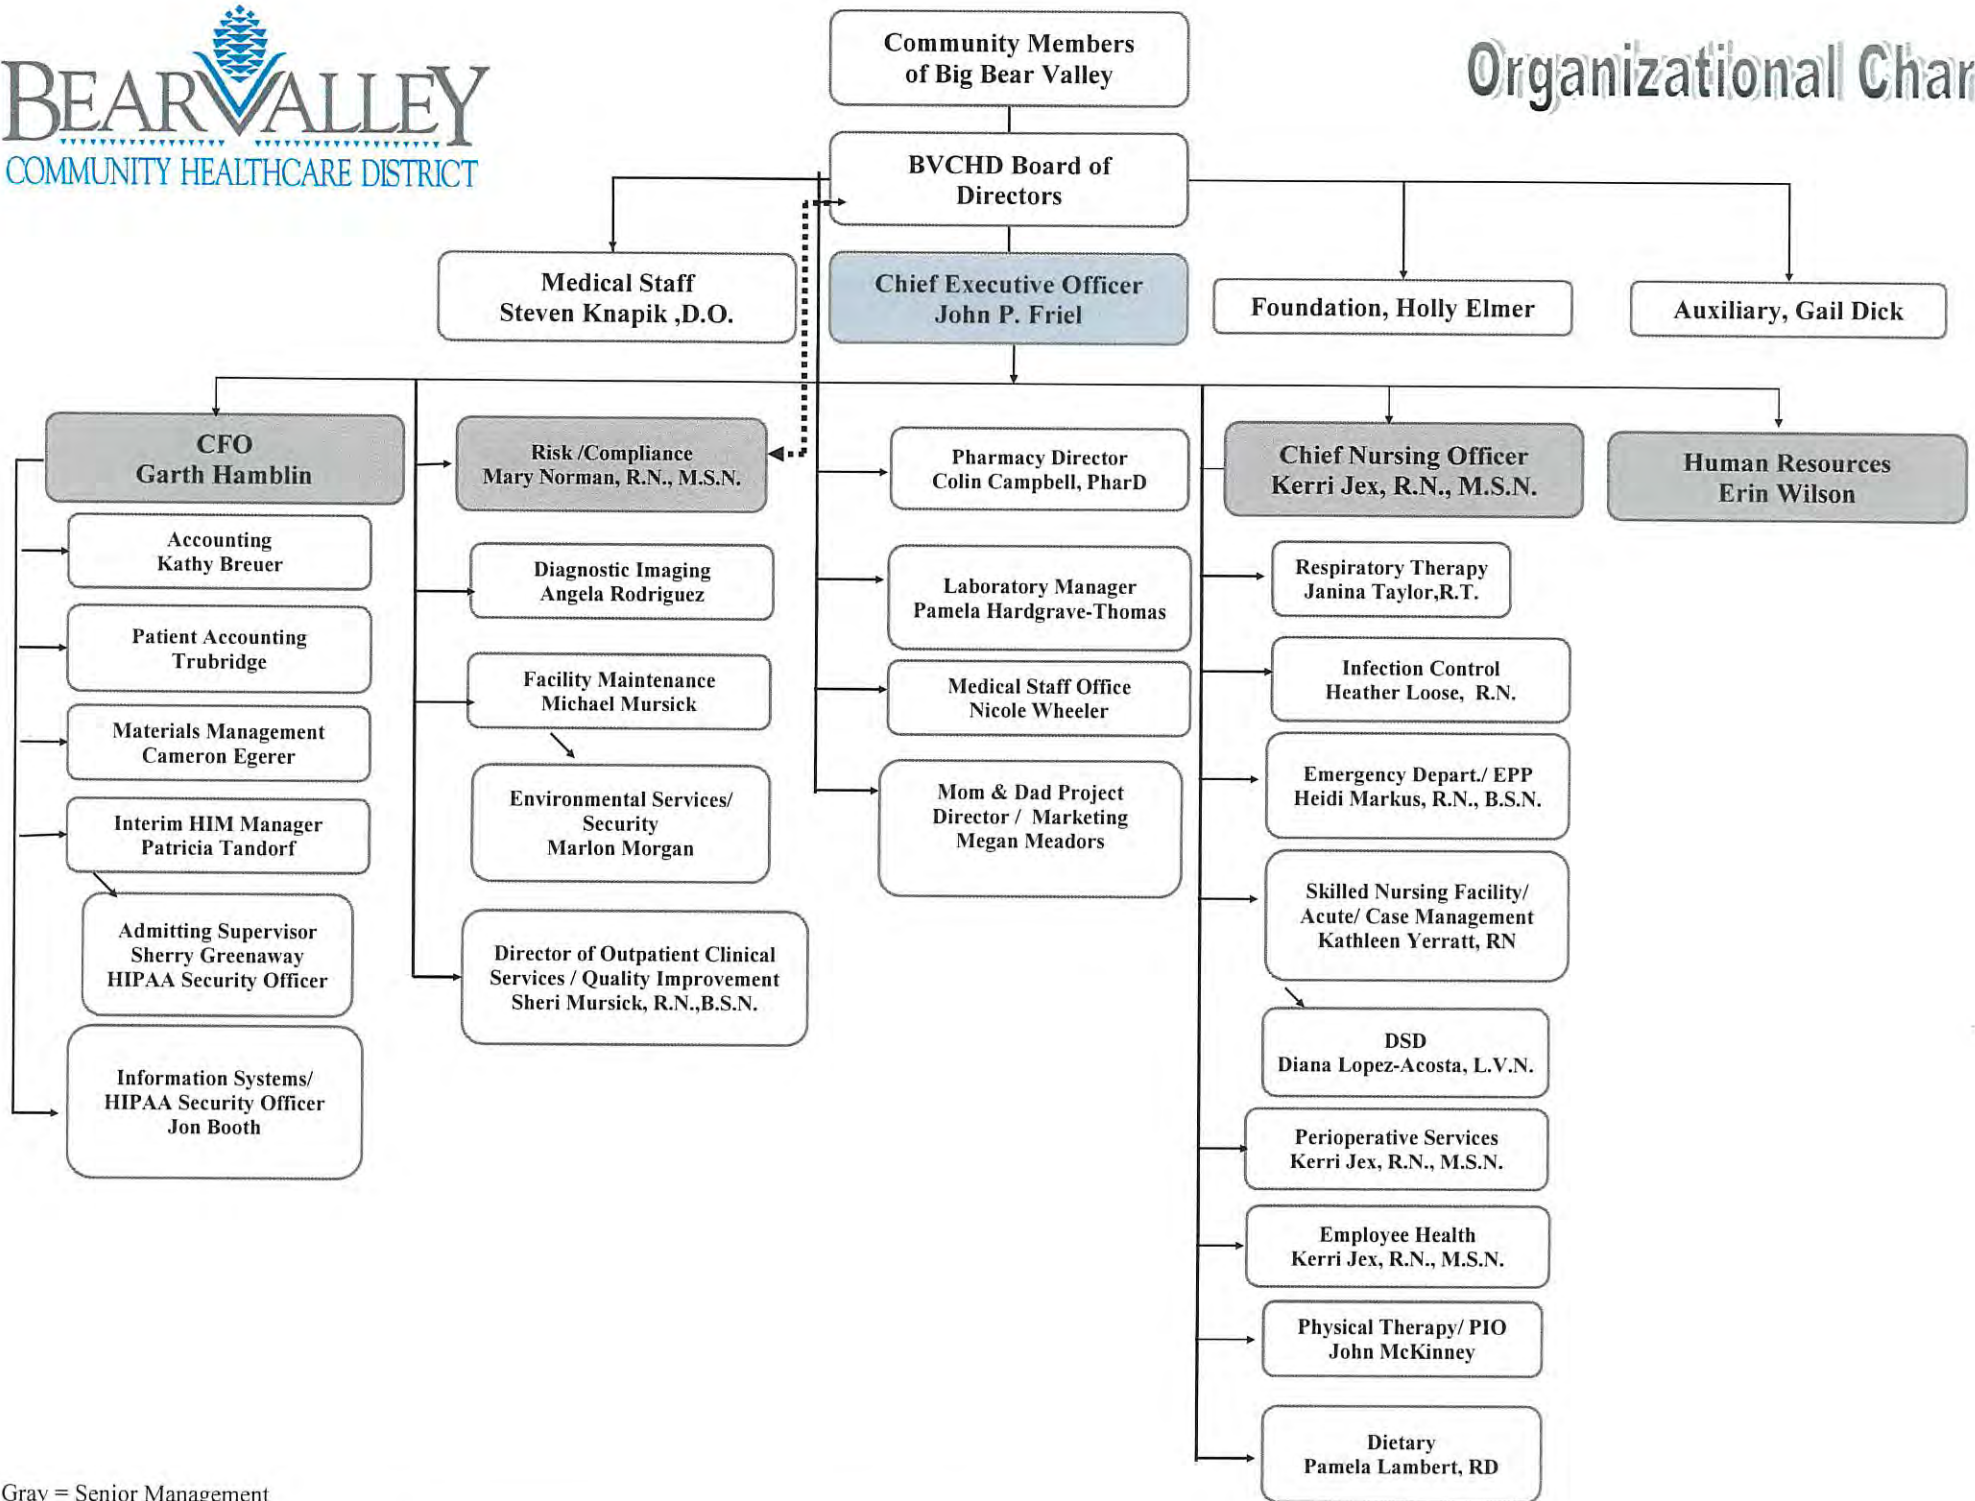 BEAR VALLEY
COMMUNITY HEALTHCARE DISTRICT
Organizational Char
Community Members
of Big Bear Valley
BVCHD Board of
Directors
Medical Staff
Steven Knapik ,D.O.
Chief Executive Officer
John P. Friel
Foundation, Holly Elmer
Auxiliary, Gail Dick
CFO
Garth Hamblin
Accounting
Kathy Breuer
Patient Accounting
Trubridge
Materials Management
Cameron Egerer
Interim HIM Manager
Patricia Tandorf
Admitting Supervisor
Sherry Greenaway
HIPAA Security Officer
Information Systems/
HIPAA Security Officer
Jon Booth
Risk /Compliance
Mary Norman, R.N., M.S.N.
Diagnostic Imaging
Angela Rodriguez
Facility Maintenance
Michael Mursick
Environmental Services/
Security
Marlon Morgan
Director of Outpatient Clinical
Services / Quality Improvement
Sheri Mursick, R.N.,B.S.N.
Pharmacy Director
Colin Campbell, PharD
Laboratory Manager
Pamela Hardgrave-Thomas
Medical Staff Office
Nicole Wheeler
Mom & Dad Project
Director / Marketing
Megan Meadors
Chief Nursing Officer
Kerri Jex, R.N., M.S.N.
Respiratory Therapy
Janina Taylor,R.T.
Infection Control
Heather Loose, R.N.
Emergency Depart./ EPP
Heidi Markus, R.N., B.S.N.
Skilled Nursing Facility/
Acute/ Case Management
Kathleen Yerratt, RN
DSD
Diana Lopez-Acosta, L.V.N.
Perioperative Services
Kerri Jex, R.N., M.S.N.
Employee Health
Kerri Jex, R.N., M.S.N.
Physical Therapy/ PIO
John McKinney
Dietary
Pamela Lambert, RD
Human Resources
Erin Wilson
Gray = Senior Management